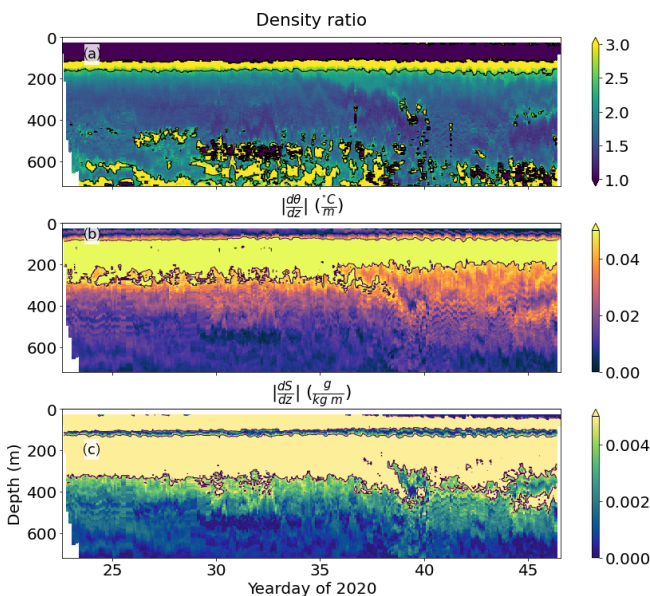 Density ratio
(a)
0
200
400
600
3.0
2.5
2.0
1.5
1.0
|dθ/dz| (°C/m)
(b)
0
200
400
600
0.04
0.02
0.00
|dS/dz| (g/kg m)
(c)
0
200
400
600
Depth (m)
0.004
0.002
0.000
25 30 35 40 45
Yearday of 2020